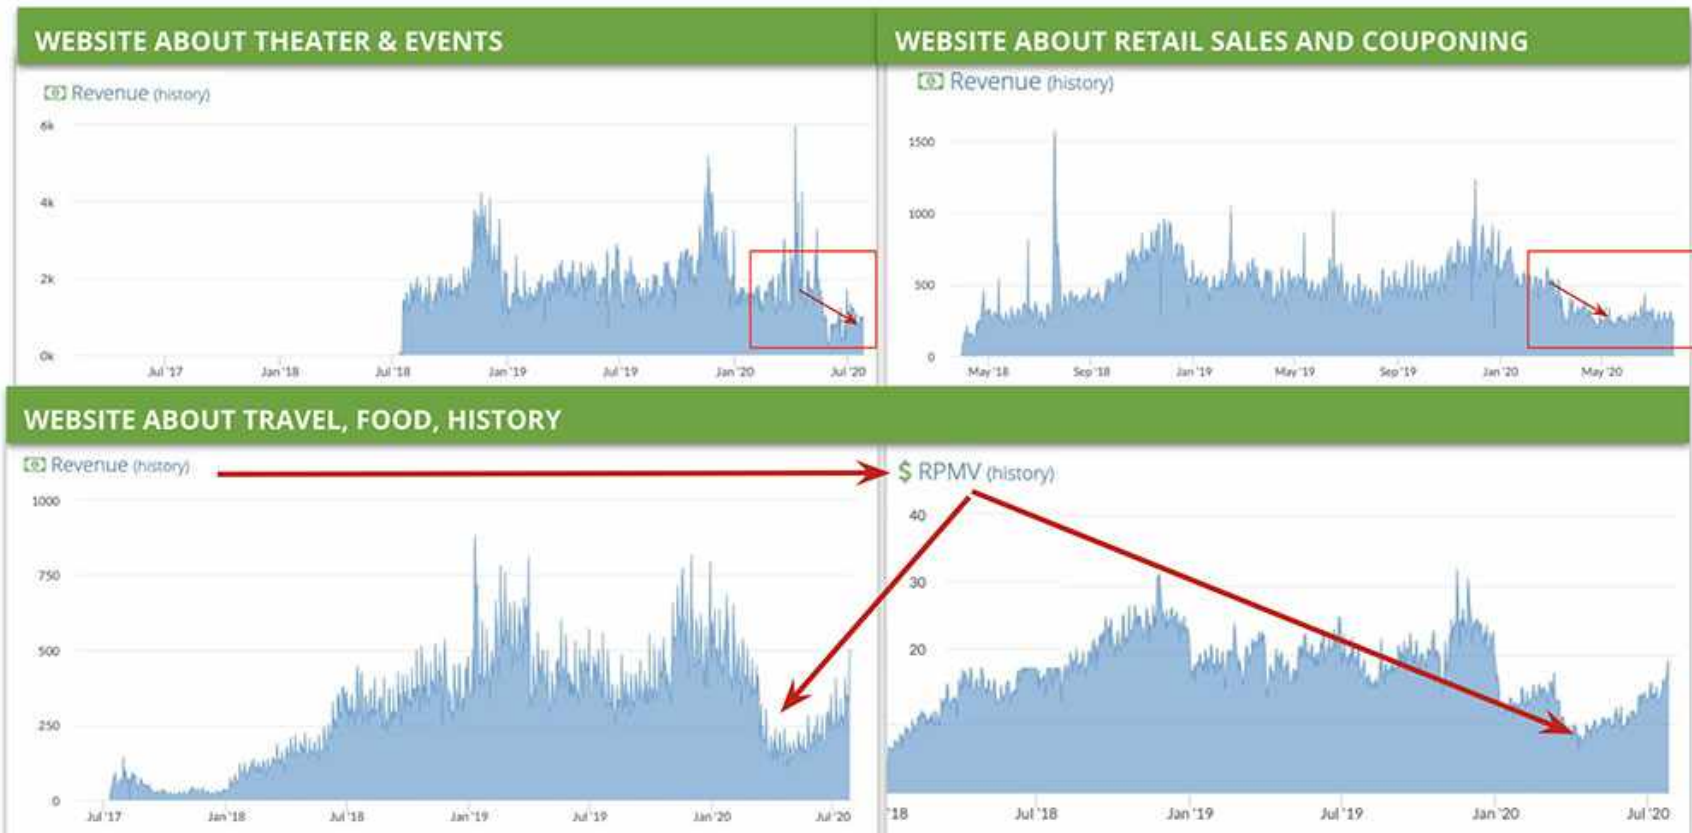 WEBSITE ABOUT THEATER & EVENTS
Revenue (history)
6k
4k
2k
0k
Jul '17 Jan '18 Jul '18 Jan '19 Jul '19 Jan '20 Jul '20
WEBSITE ABOUT RETAIL SALES AND COUPONING
Revenue (history)
1500
1000
500
0
May '18 Sep '18 Jan '19 May '19 Sep '19 Jan '20 May '20
WEBSITE ABOUT TRAVEL, FOOD, HISTORY
Revenue (history)
1000
750
500
250
0
Jul '17 Jan '18 Jul '18 Jan '19 Jul '19 Jan '20 Jul '20
$ RPMV (history)
40
30
20
'18 Jul '18 Jan '19 Jul '19 Jan '20 Jul '20